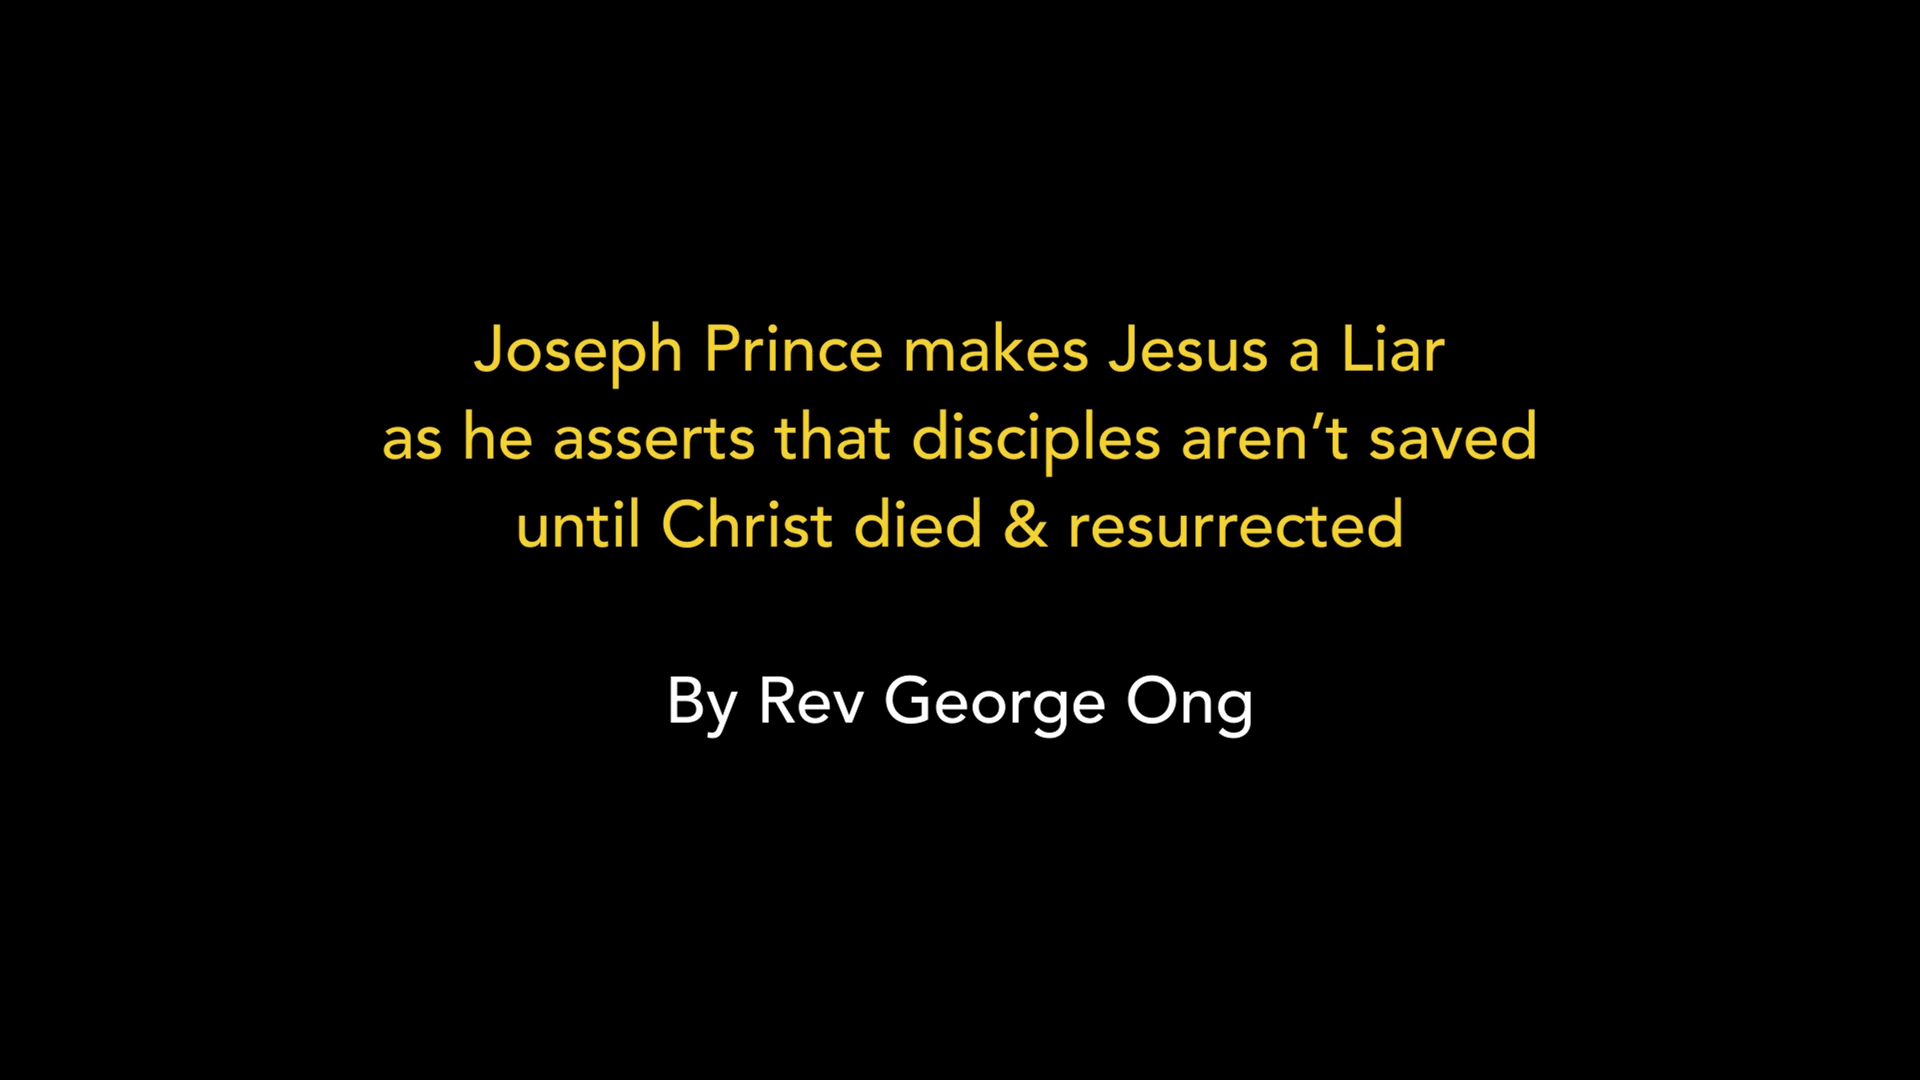 Joseph Prince makes Jesus a Liar
as he asserts that disciples aren’t saved
until Christ died & resurrected
By Rev George Ong